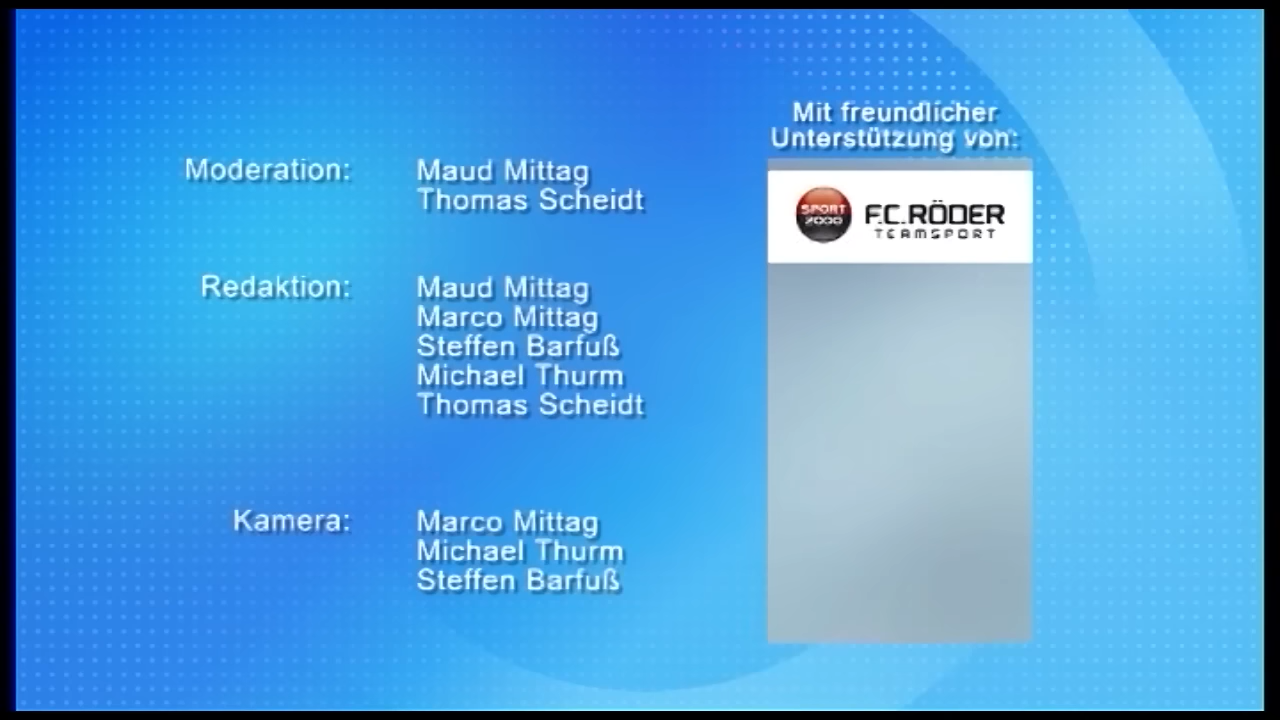 Moderation: Maud Mittag
Thomas Scheidt
Redaktion: Maud Mittag
Marco Mittag
Steffen Barfuß
Michael Thurm
Thomas Scheidt
Kamera: Marco Mittag
Michael Thurm
Steffen Barfuß
Mit freundlicher
Unterstützung von:
SPORT
2000
F.C.RÖDER
TEAMSPORT